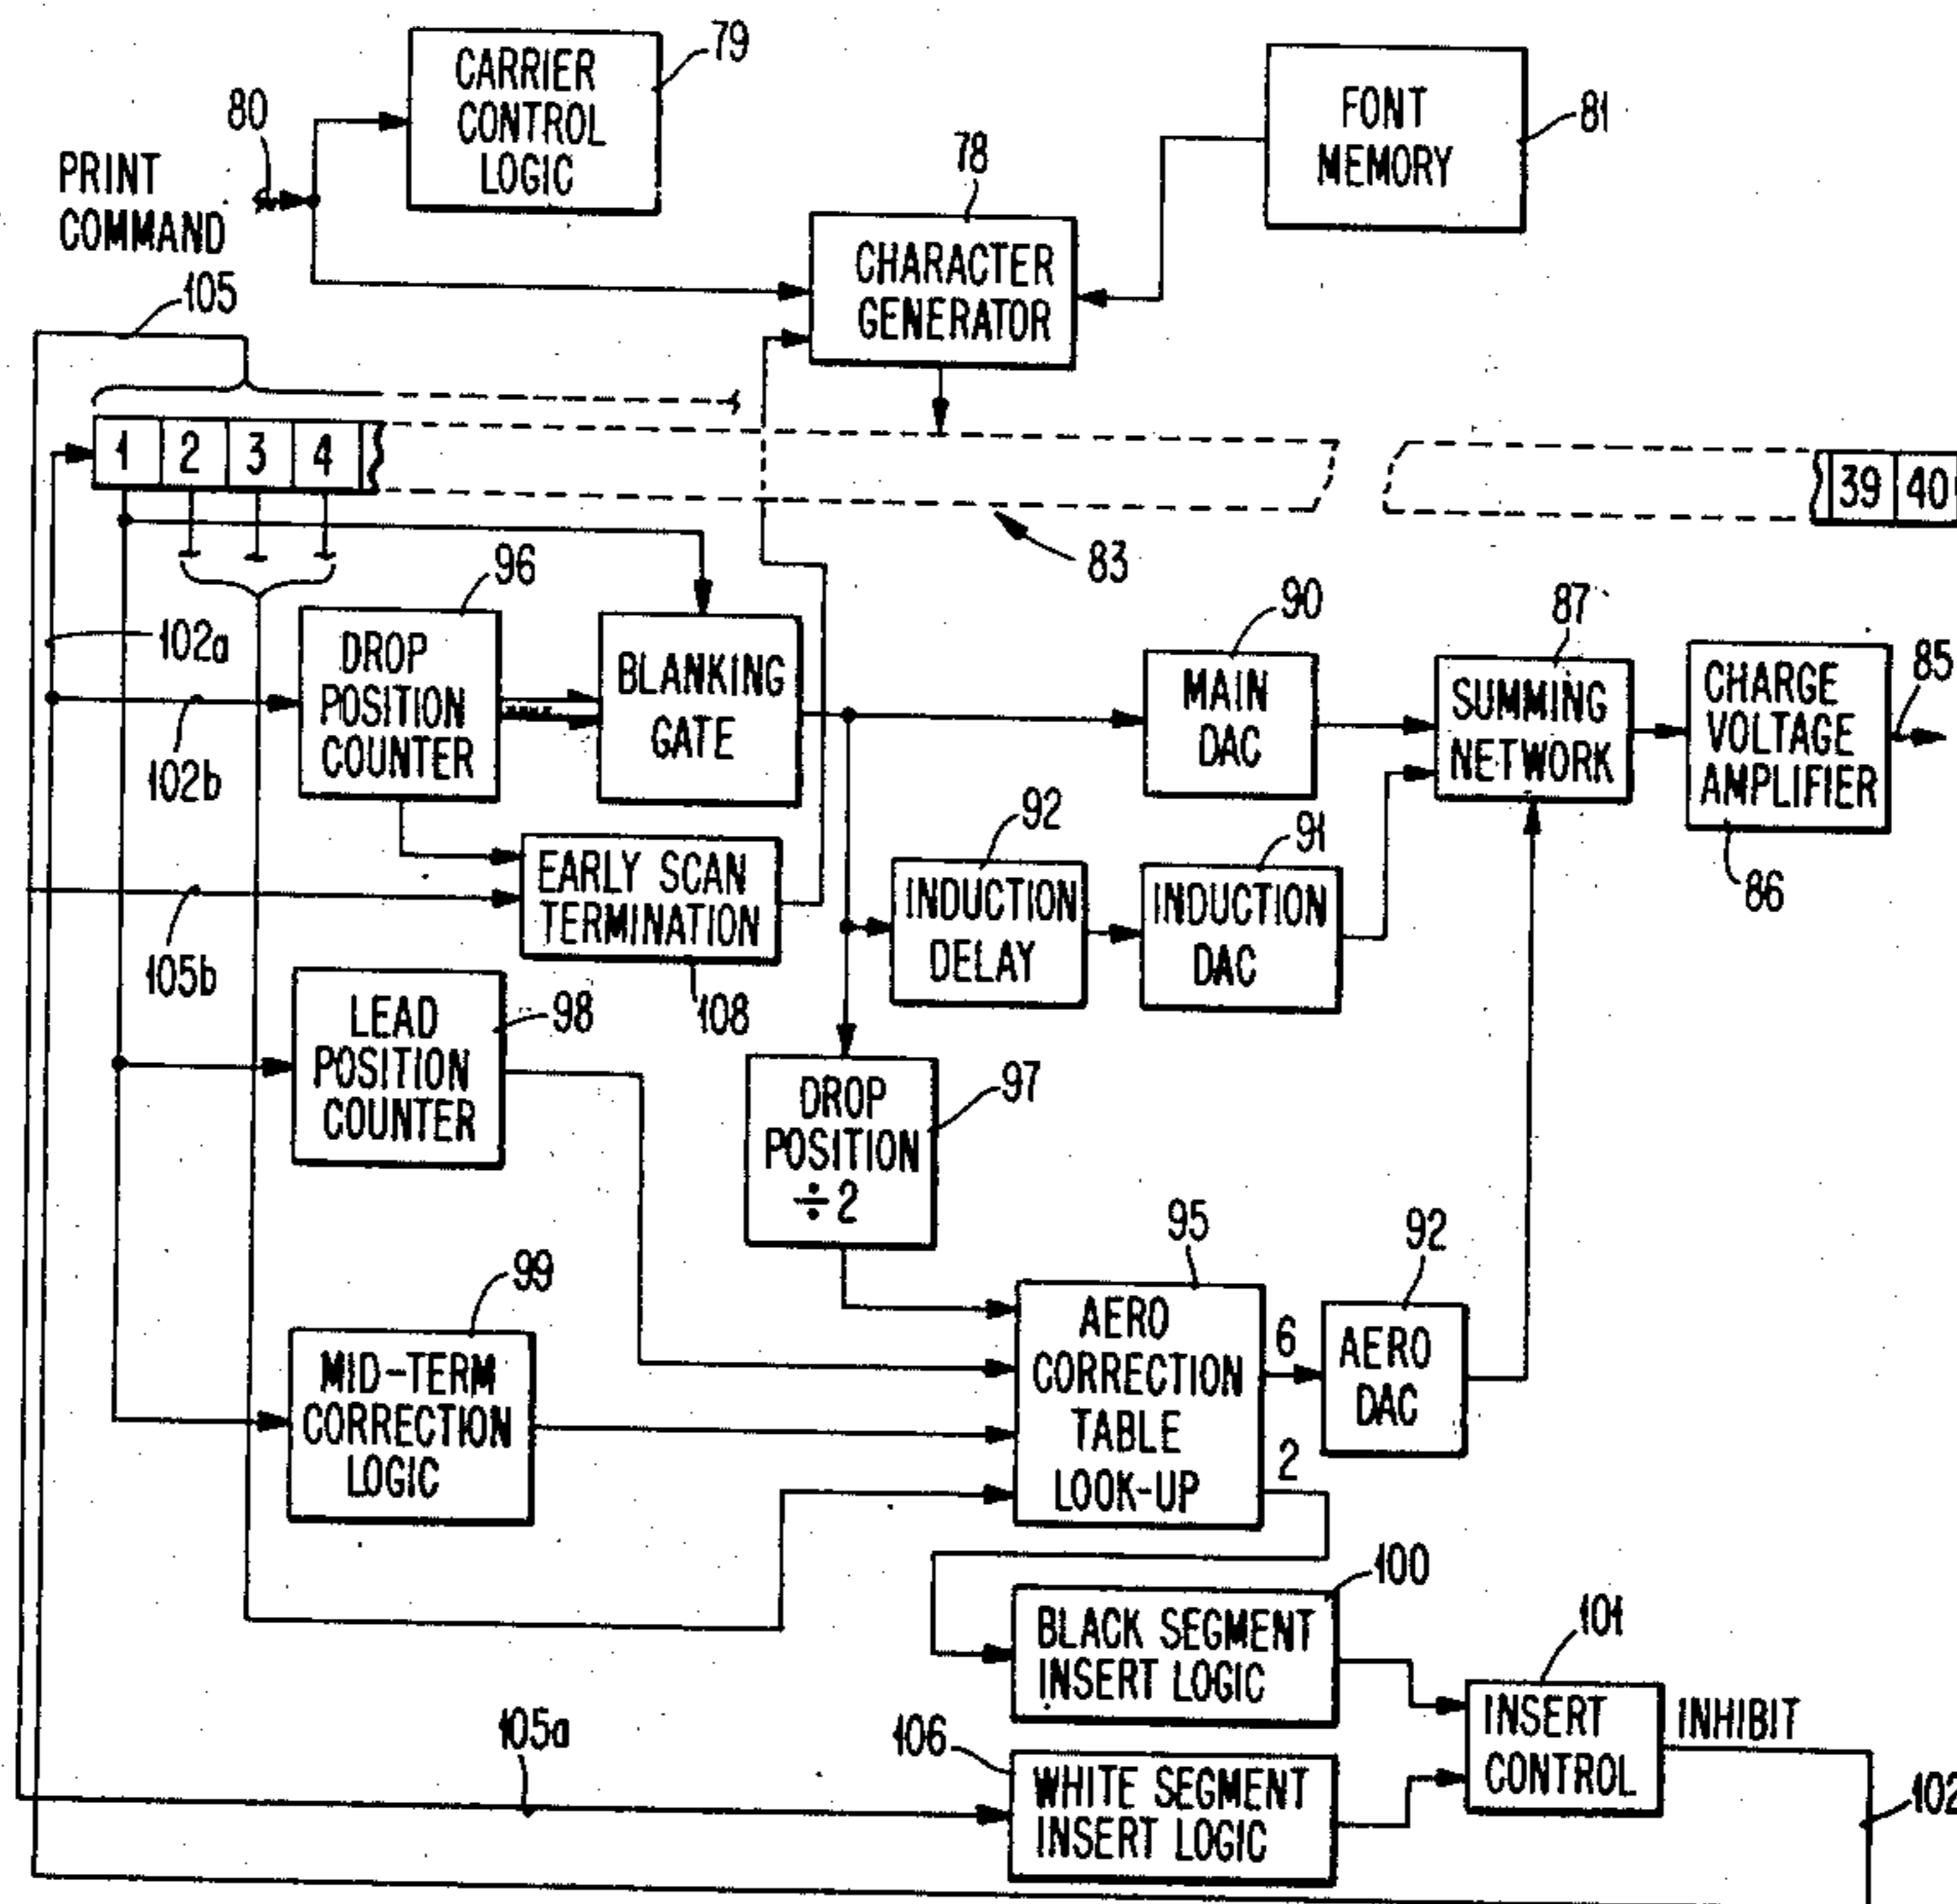 79
CARRIER
CONTROL
LOGIC
80
PRINT
COMMAND
FONT
MEMORY
81
78
CHARACTER
GENERATOR
105
1 2 3 4
39 40
83
96
102a
DROP
POSITION
COUNTER
BLANKING
GATE
90
MAIN
DAC
87
SUMMING
NETWORK
CHARGE
VOLTAGE
AMPLIFIER
85
86
102b
EARLY SCAN
TERMINATION
108
92
INDUCTION
DELAY
91
INDUCTION
DAC
105b
LEAD
POSITION
COUNTER
98
DROP
POSITION
÷2
97
99
MID-TERM
CORRECTION
LOGIC
95
AERO
CORRECTION
TABLE
LOOK-UP
6
2
92
AERO
DAC
100
BLACK SEGMENT
INSERT LOGIC
101
INSERT
CONTROL
INHIBIT
102
105a
106
WHITE SEGMENT
INSERT LOGIC